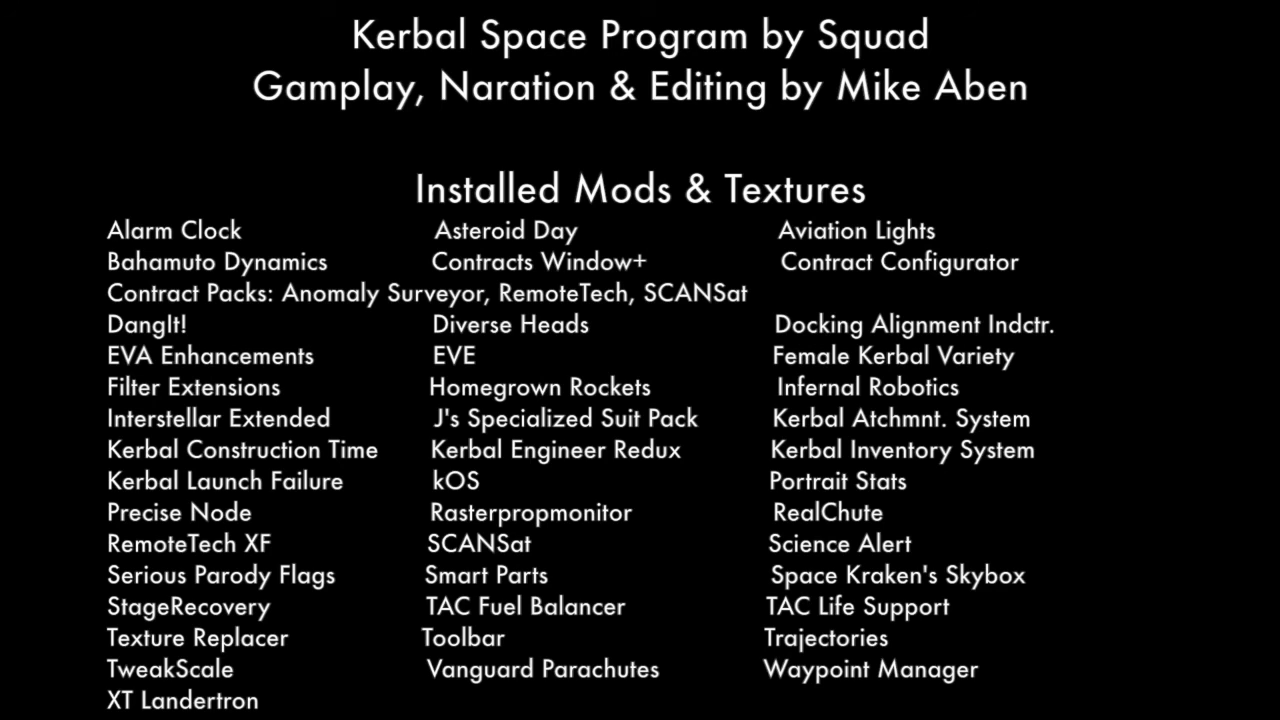 Kerbal Space Program by Squad
Gamplay, Naration & Editing by Mike Aben
Installed Mods & Textures
Alarm Clock Asteroid Day Aviation Lights
Bahamuto Dynamics Contracts Window+ Contract Configurator
Contract Packs: Anomaly Surveyor, RemoteTech, SCANSat
DangIt! Diverse Heads Docking Alignment Indctr.
EVA Enhancements EVE Female Kerbal Variety
Filter Extensions Homegrown Rockets Infernal Robotics
Interstellar Extended J's Specialized Suit Pack Kerbal Atchmnt. System
Kerbal Construction Time Kerbal Engineer Redux Kerbal Inventory System
Kerbal Launch Failure kOS Portrait Stats
Precise Node Rasterpropmonitor RealChute
RemoteTech XF SCANSat Science Alert
Serious Parody Flags Smart Parts Space Kraken's Skybox
StageRecovery TAC Fuel Balancer TAC Life Support
Texture Replacer Toolbar Trajectories
TweakScale Vanguard Parachutes Waypoint Manager
XT Landertron